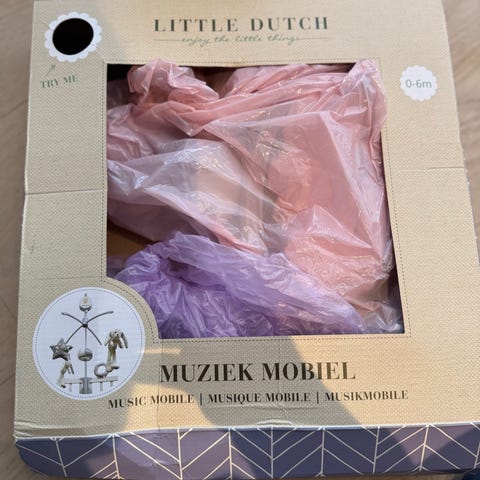 LITTLE DUTCH
enjoy the little things
TRY ME
0-6m
MUZIEK MOBIEL
MUSIC MOBILE | MUSIQUE MOBILE | MUSIKMOBILE